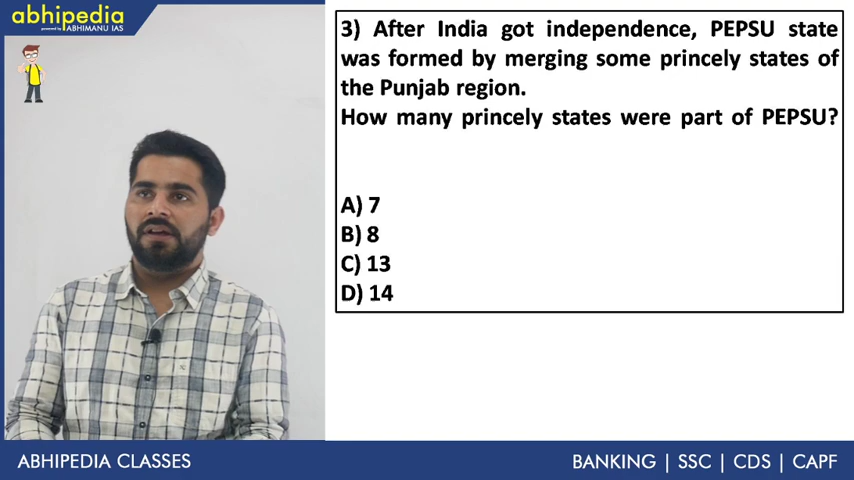 abhipedia
powered by ABHIMANU IAS
3) After India got independence, PEPSU state
was formed by merging some princely states of
the Punjab region.
How many princely states were part of PEPSU?
A) 7
B) 8
C) 13
D) 14
ABHIPEDIA CLASSES
BANKING | SSC | CDS | CAPF